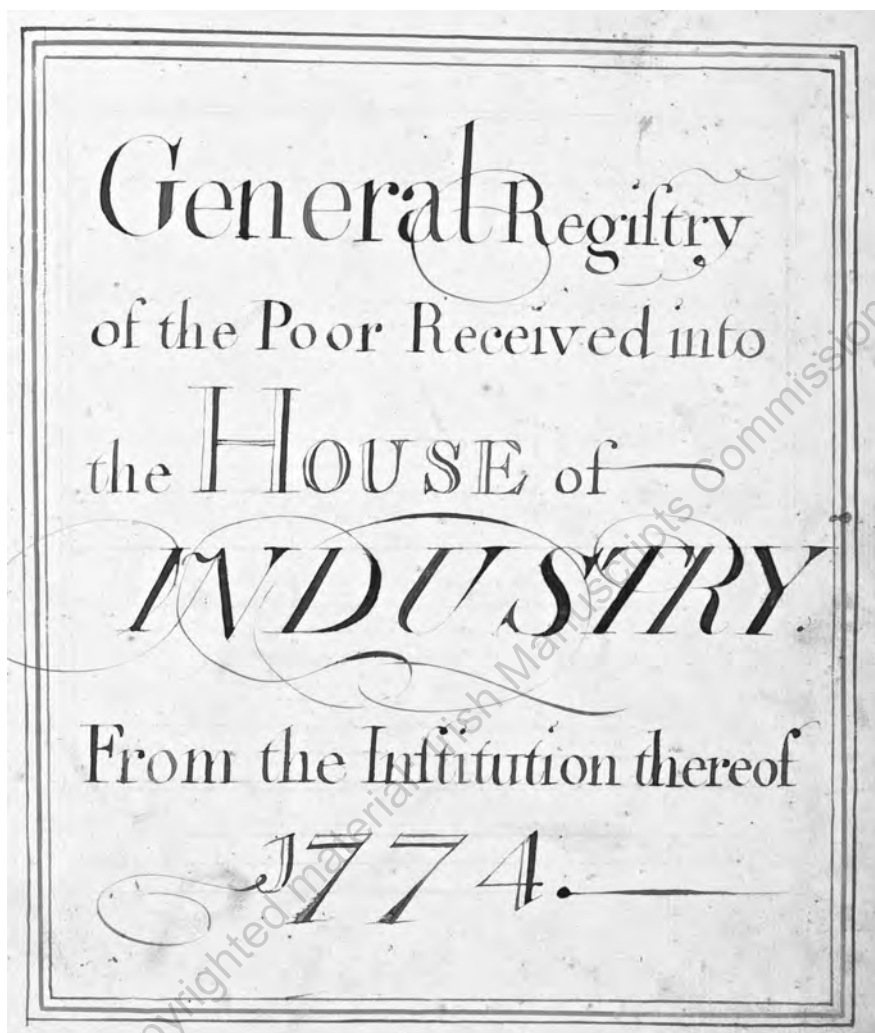 General Regiſtry
of the Poor Received into
the HOUSE of
INDUSTRY.
From the Inſtitution thereof
1774.
Copyrighted material: Irish Manuscripts Commission